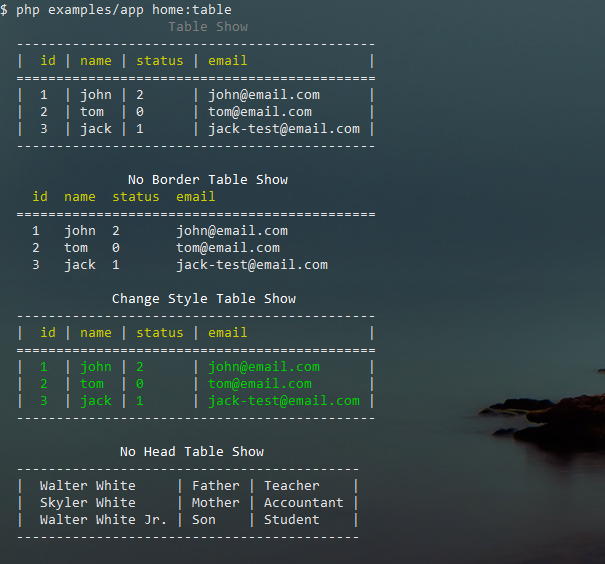 $ php examples/app home:table
Table Show
-Memory---------------------------------------------
|  id | name | status | email               |
=============================================
|  1  | john | 2      | john@email.com      |
|  2  | tom  | 0      | tom@email.com       |
|  3  | jack | 1      | jack-test@email.com |
---------------------------------------------
No Border Table Show
id  name  status  email
=============================================
1   john  2       john@email.com
2   tom   0       tom@email.com
3   jack  1       jack-test@email.com
Change Style Table Show
---------------------------------------------
|  id | name | status | email               |
=============================================
|  1  | john | 2      | john@email.com      |
|  2  | tom  | 0      | tom@email.com       |
|  3  | jack | 1      | jack-test@email.com |
---------------------------------------------
No Head Table Show
-------------------------------------------
|  Walter White     | Father | Teacher    |
|  Skyler White     | Mother | Accountant |
|  Walter White Jr. | Son    | Student    |
-------------------------------------------